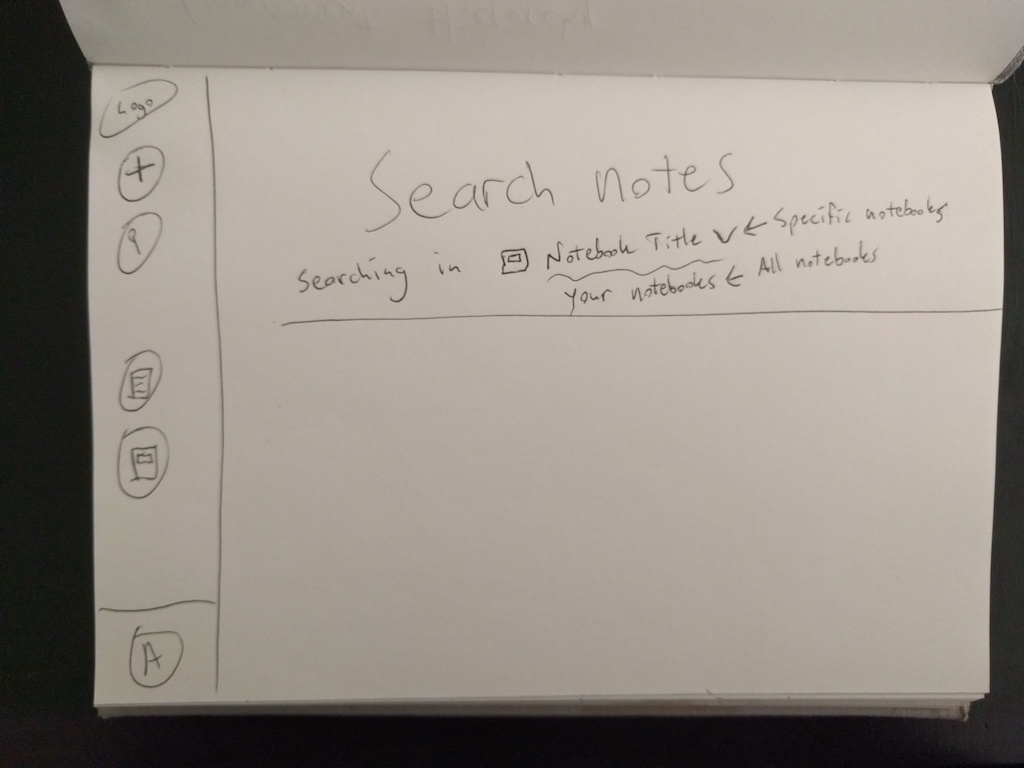 Logo
Search notes
Searching in Notebook Title ← Specific notebooks
Your notebooks ← All notebooks
A